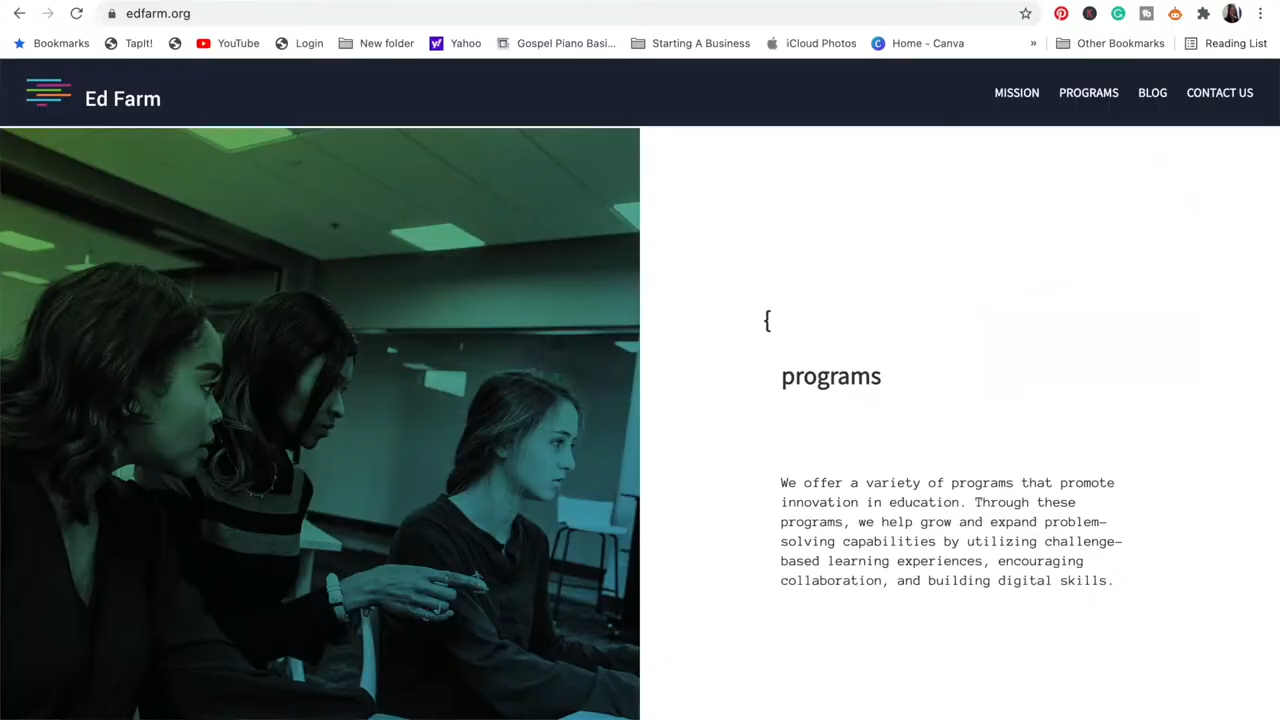 edfarm.org
Bookmarks
TapIt!
YouTube
Login
New folder
Yahoo
Gospel Piano Basi...
Starting A Business
iCloud Photos
Home - Canva
»
Other Bookmarks
Reading List
Ed Farm
MISSION
PROGRAMS
BLOG
CONTACT US
{
programs
We offer a variety of programs that promote
innovation in education. Through these
programs, we help grow and expand problem-
solving capabilities by utilizing challenge-
based learning experiences, encouraging
collaboration, and building digital skills.